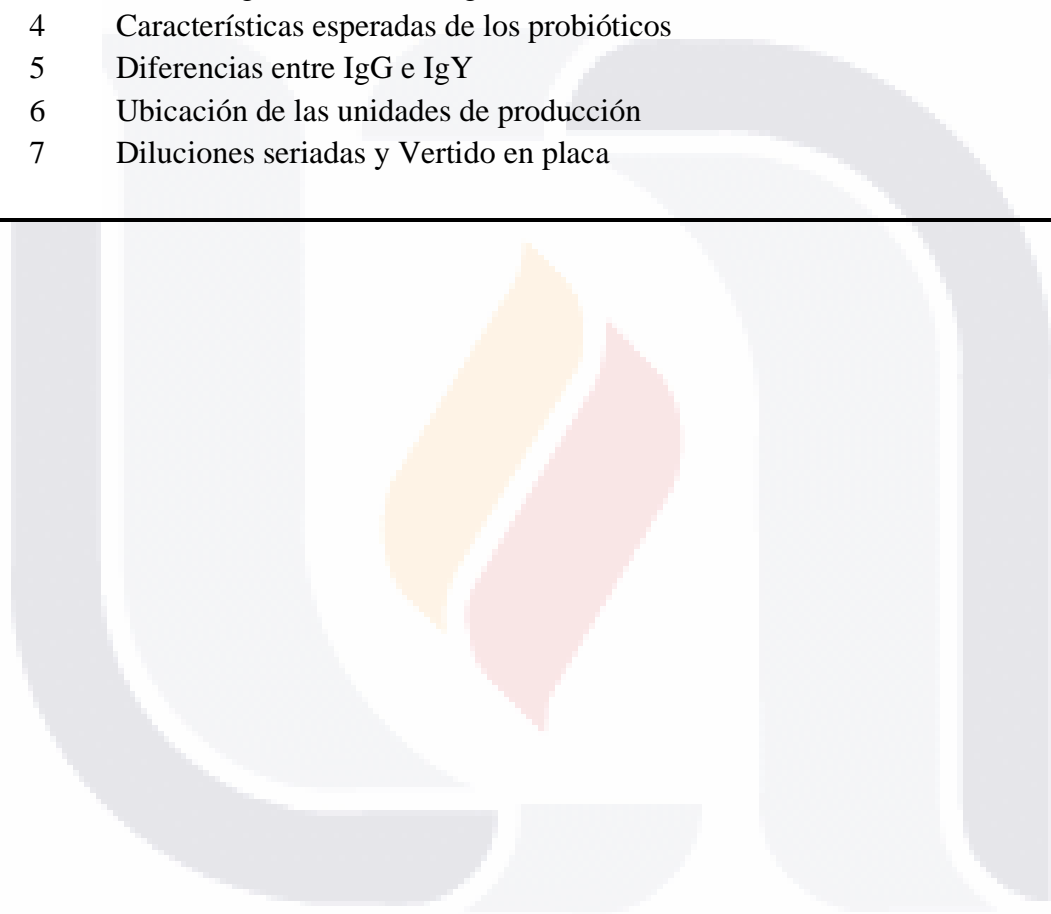 4 Características esperadas de los probióticos
5 Diferencias entre IgG e IgY
6 Ubicación de las unidades de producción
7 Diluciones seriadas y Vertido en placa